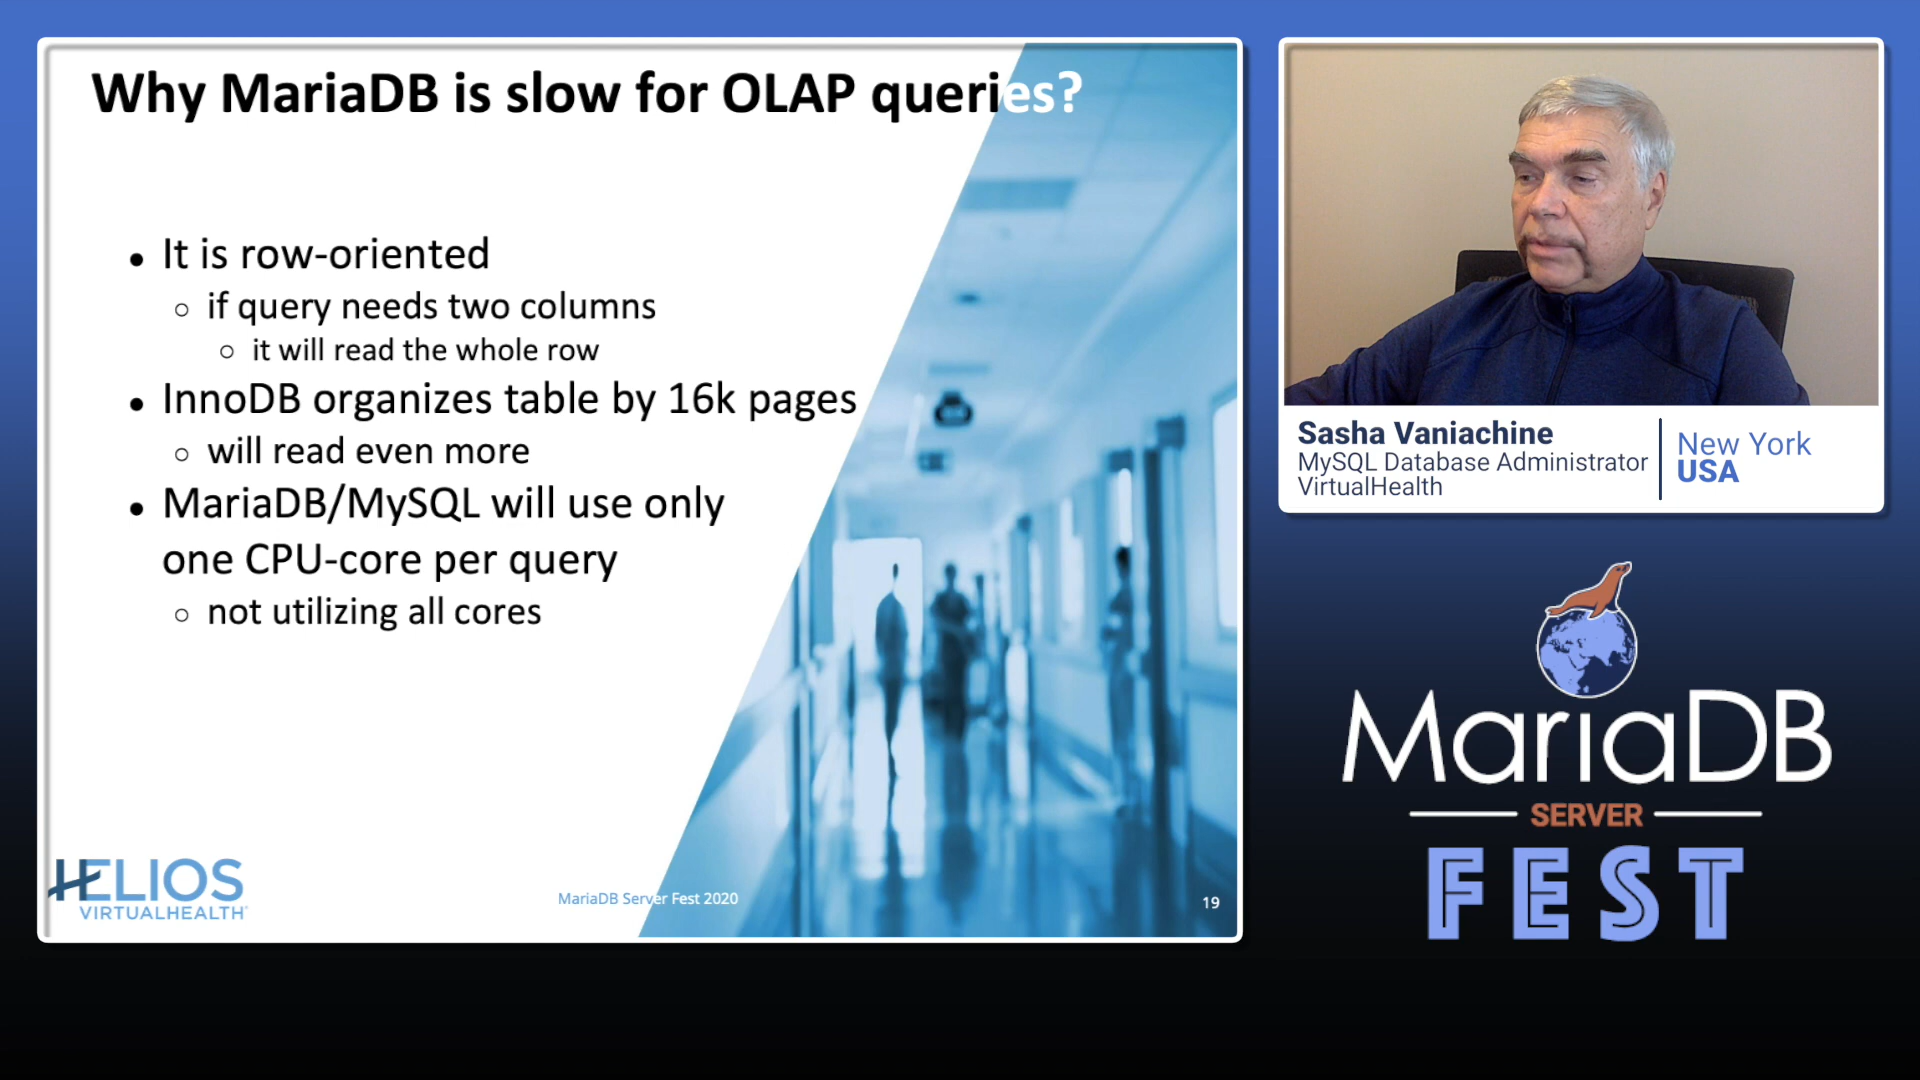 Why MariaDB is slow for OLAP queries?
• It is row-oriented
○ if query needs two columns
○ it will read the whole row
• InnoDB organizes table by 16k pages
○ will read even more
• MariaDB/MySQL will use only
one CPU-core per query
○ not utilizing all cores
HELIOS
VIRTUALHEALTH
MariaDB Server Fest 2020
19
Sasha Vaniachine
MySQL Database Administrator
VirtualHealth
New York
USA
MariaDB
SERVER
FEST